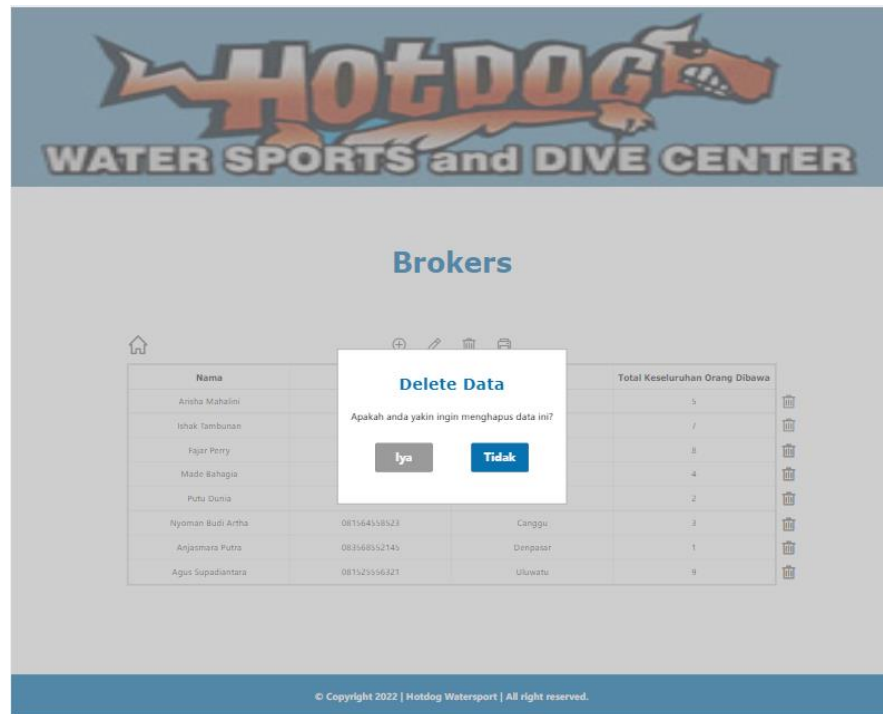 HOTDOG
WATER SPORTS and DIVE CENTER
Brokers
Nama Total Keseluruhan Orang Dibawa
Arisha Mahalini 5
Ishak Tambunan 7
Fajar Perry 8
Made Bahagia 4
Putu Dunia 2
Nyoman Budi Artha 081564558523 Canggu 3
Anjasmara Putra 083568552145 Denpasar 1
Agus Supadiantara 081525556321 Uluwatu 9
Delete Data
Apakah anda yakin ingin menghapus data ini?
Iya Tidak
© Copyright 2022 | Hotdog Watersport | All right reserved.